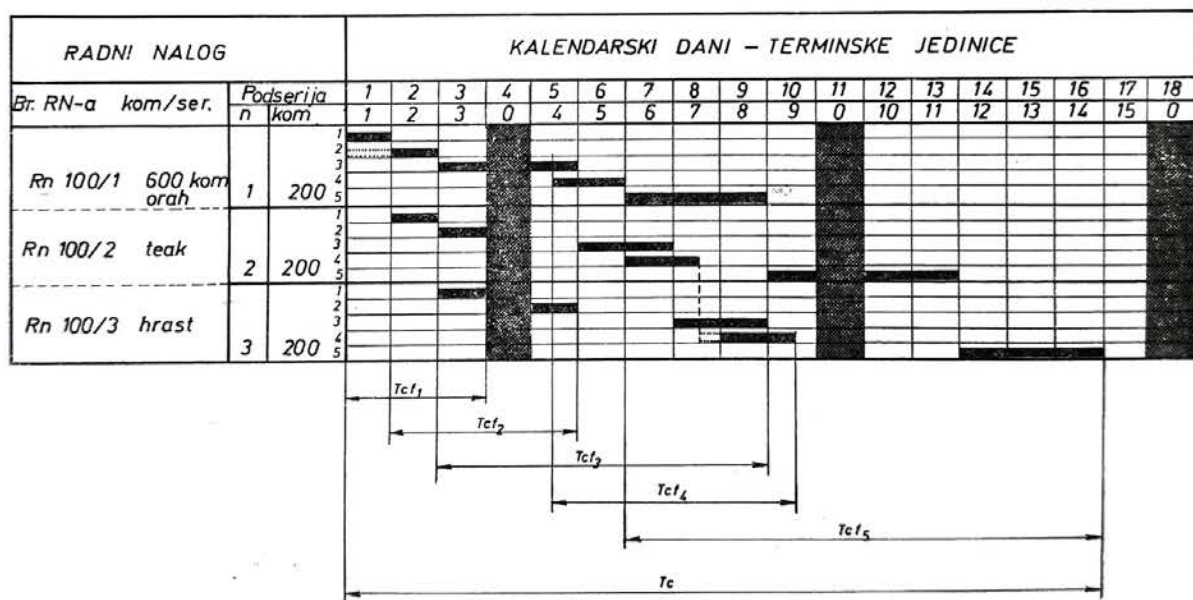 RADNI NALOG
KALENDARSKI DANI – TERMINSKE JEDINICE
Br. RN-a kom/ser.
Podserija
n kom
1 2 3 4 5 6 7 8 9 10 11 12 13 14 15 16 17 18
1 2 3 0 4 5 6 7 8 9 0 10 11 12 13 14 15 0
1
2
3
4
5
Rn 100/1 600 kom
orah
1 200
1
2
3
4
5
Rn 100/2 teak
2 200
1
2
3
4
5
Rn 100/3 hrast
3 200
Tcf1
Tcf2
Tcf3
Tcf4
Tcf5
Tc